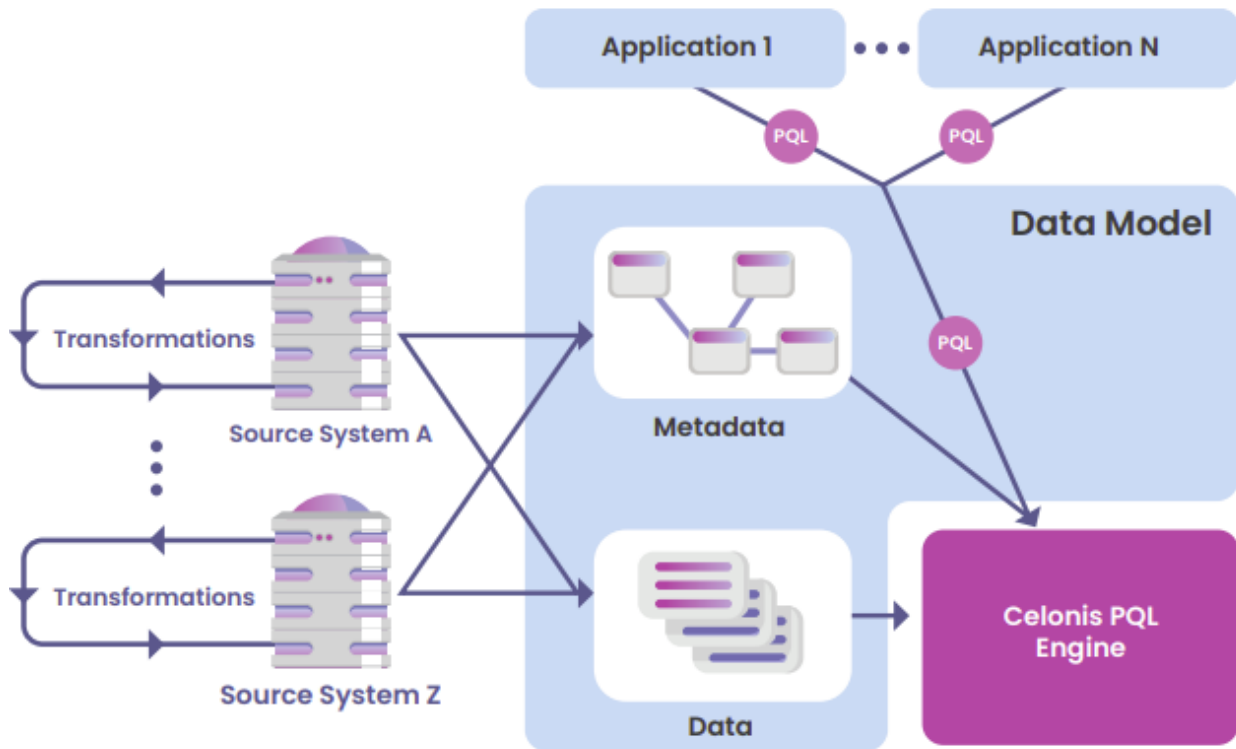 Application 1
Application N
PQL
PQL
Data Model
Transformations
PQL
Source System A
Metadata
Transformations
Celonis PQL
Engine
Source System Z
Data